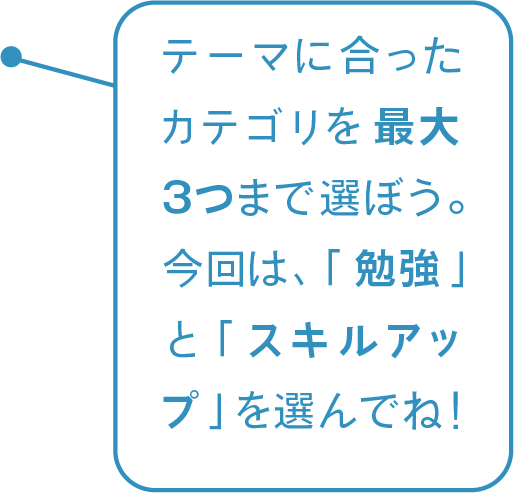 テーマに合った
カテゴリを最大
3つまで選ぼう。
今回は、「勉強」
と「スキルアッ
プ」を選んでね！